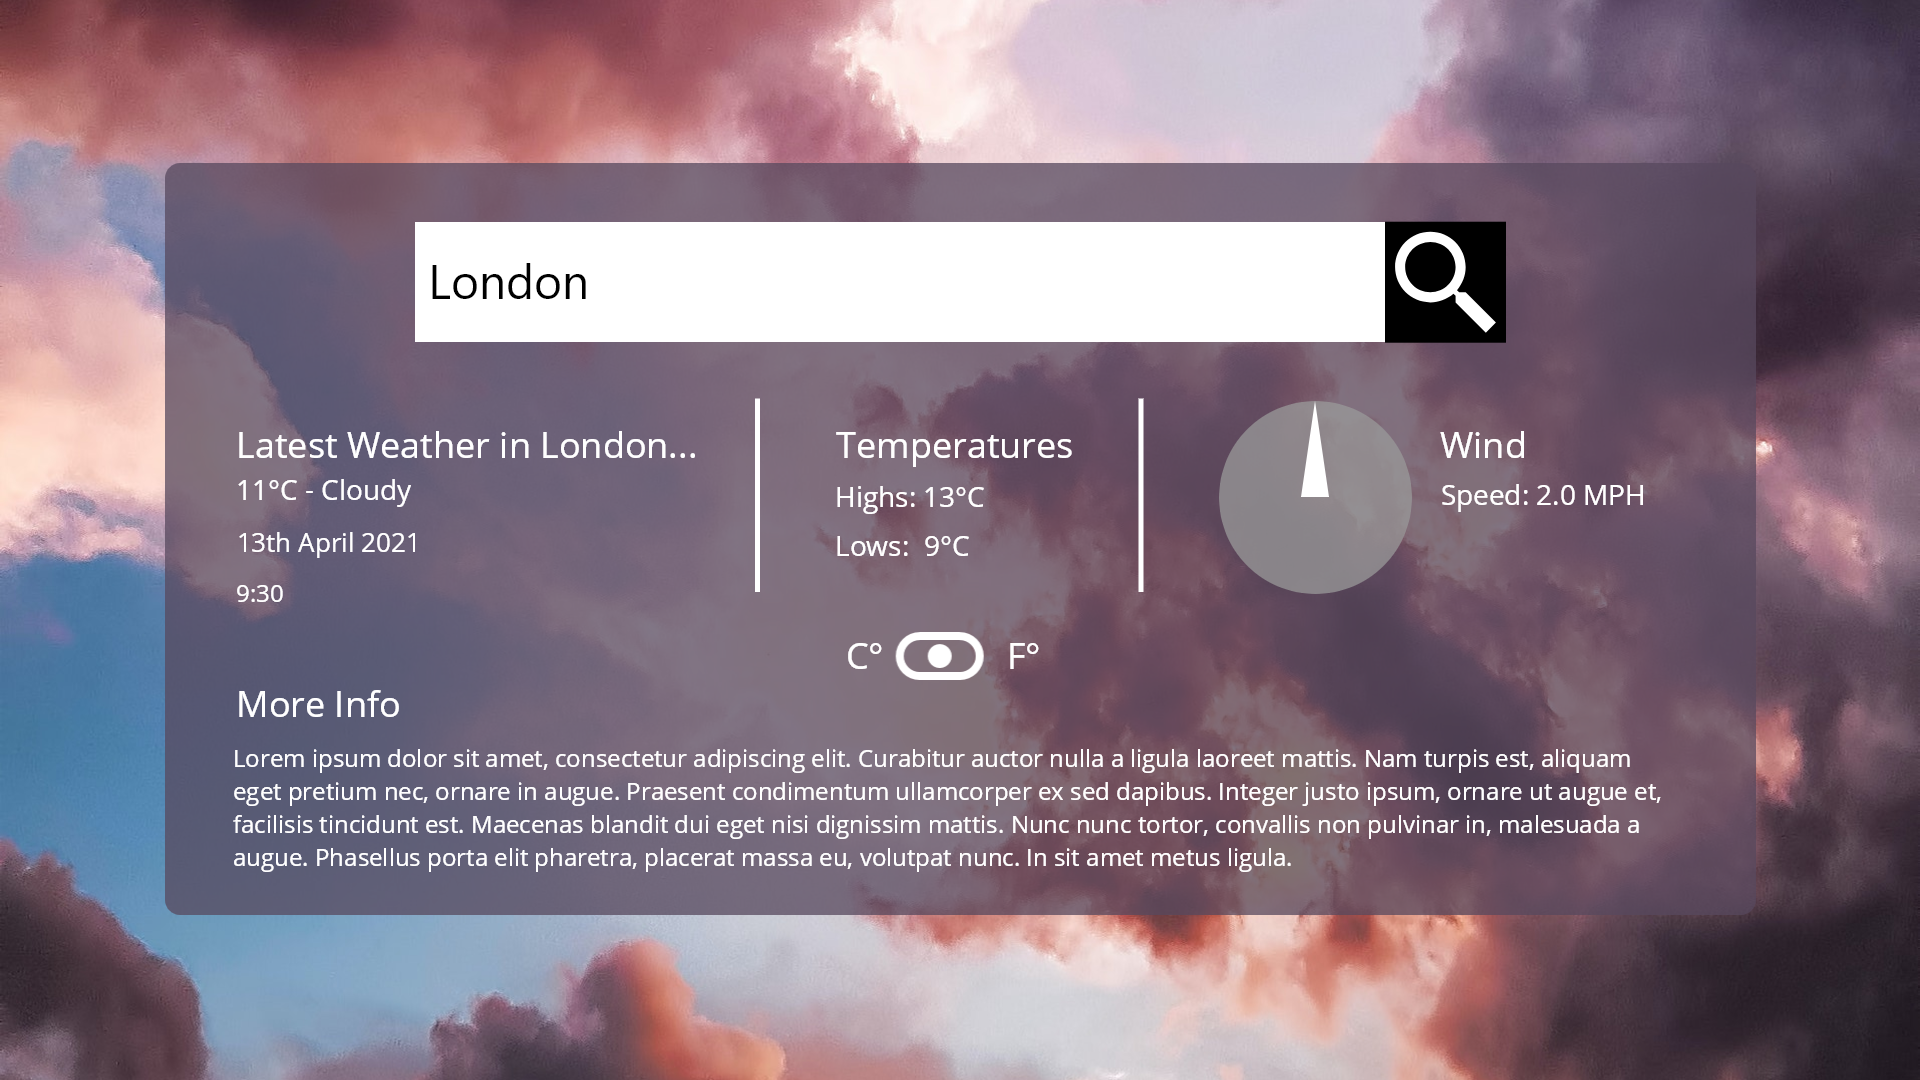 London
Latest Weather in London...
11°C - Cloudy
13th April 2021
9:30
Temperatures
Highs: 13°C
Lows: 9°C
Wind
Speed: 2.0 MPH
C° F°
More Info
Lorem ipsum dolor sit amet, consectetur adipiscing elit. Curabitur auctor nulla a ligula laoreet mattis. Nam turpis est, aliquam
eget pretium nec, ornare in augue. Praesent condimentum ullamcorper ex sed dapibus. Integer justo ipsum, ornare ut augue et,
facilisis tincidunt est. Maecenas blandit dui eget nisi dignissim mattis. Nunc nunc tortor, convallis non pulvinar in, malesuada a
augue. Phasellus porta elit pharetra, placerat massa eu, volutpat nunc. In sit amet metus ligula.